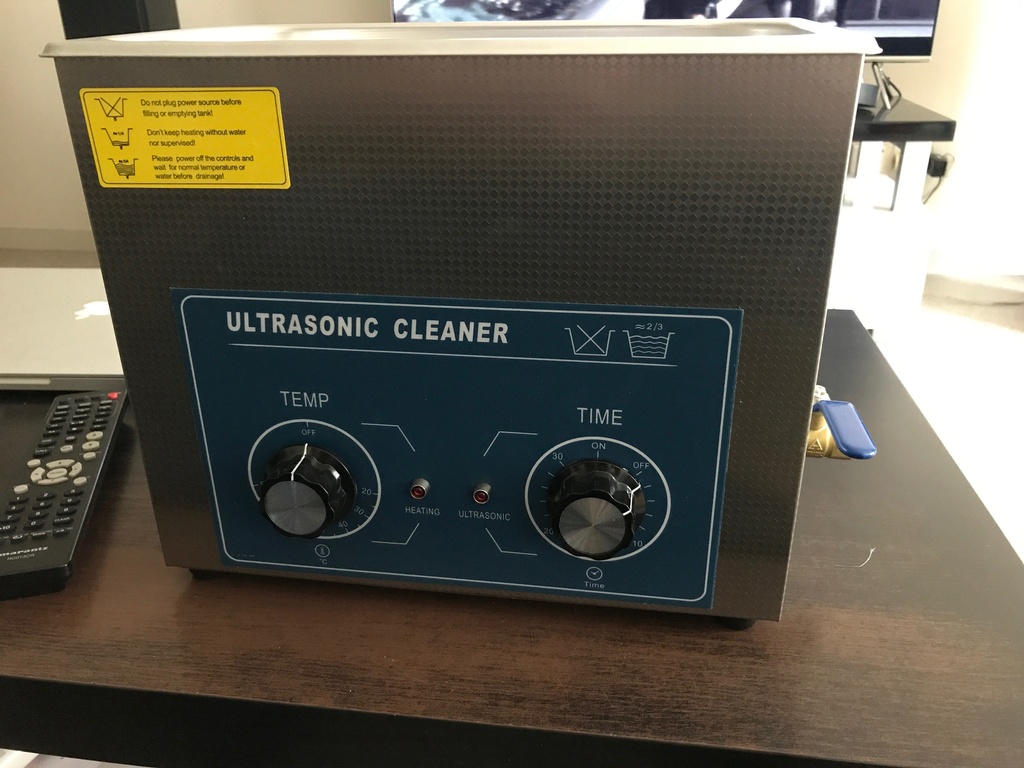 Do not plug power source before
filling or emptying tank!
Don't keep heating without water
nor supervised!
Please power off the controls and
wait for normal temperature or
water before drainage!
ULTRASONIC CLEANER
≈2/3
TEMP
OFF
20
30
40
°C
HEATING
ULTRASONIC
TIME
ON
OFF
30
20
10
Time
marantz